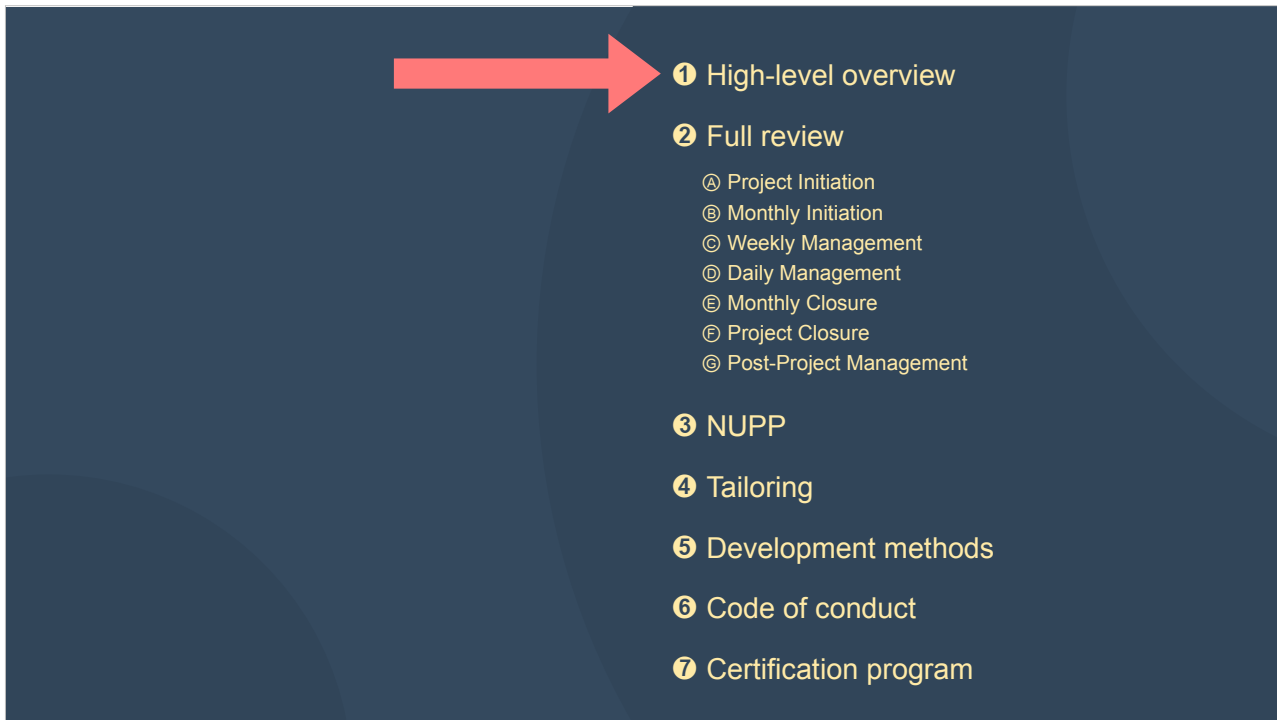 ❶ High-level overview
❷ Full review
Ⓐ Project Initiation
Ⓑ Monthly Initiation
Ⓒ Weekly Management
Ⓓ Daily Management
Ⓔ Monthly Closure
Ⓕ Project Closure
Ⓖ Post-Project Management
❸ NUPP
❹ Tailoring
❺ Development methods
❻ Code of conduct
❼ Certification program